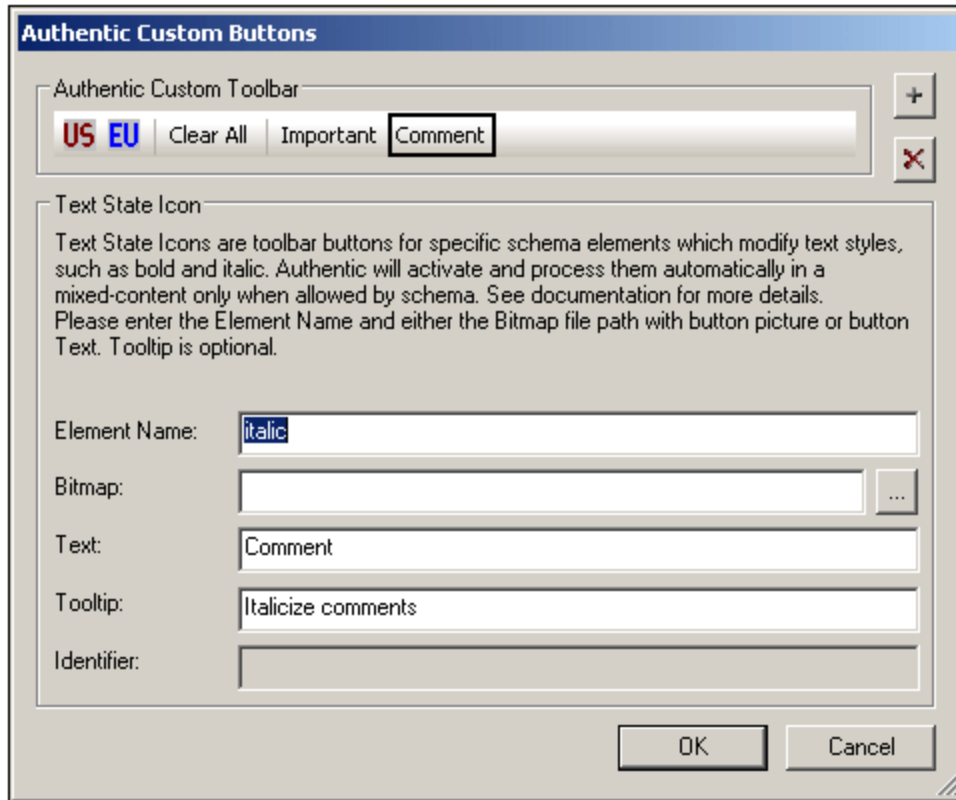 Authentic Custom Buttons
Authentic Custom Toolbar
US EU Clear All Important Comment
Text State Icon
Text State Icons are toolbar buttons for specific schema elements which modify text styles,
such as bold and italic. Authentic will activate and process them automatically in a
mixed-content only when allowed by schema. See documentation for more details.
Please enter the Element Name and either the Bitmap file path with button picture or button
Text. Tooltip is optional.
Element Name: italic
Bitmap: ...
Text: Comment
Tooltip: Italicize comments
Identifier:
OK Cancel